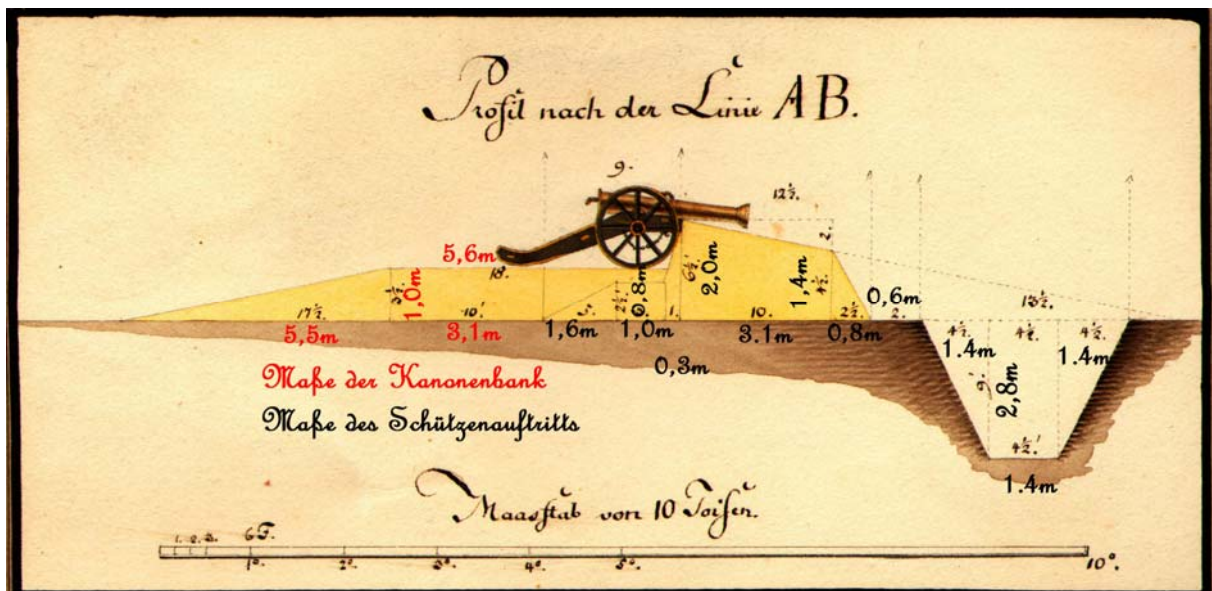 Profil nach der Linie AB.
9.
12½.
2.
5,6m
18.
3½.
1,0m
0,8m
2½.
6½'.
2,0m
1,4m
4½.
0,6m
13½.
17½.
10'
1.
10.
2½.
2.
4½.
4½.
4½.
5,5m
3,1m
1,6m
1,0m
3.1m
0,8m
1.4m
1.4m
0,3m
9'
2,8m
Maße der Kanonenbank
Maße des Schützenauftritts
4½.'
1.4m
Maasstab von 10 Toisen.
1. 2. 3. 6F.
1°. 2°. 3°. 4°. 5°. 10°.